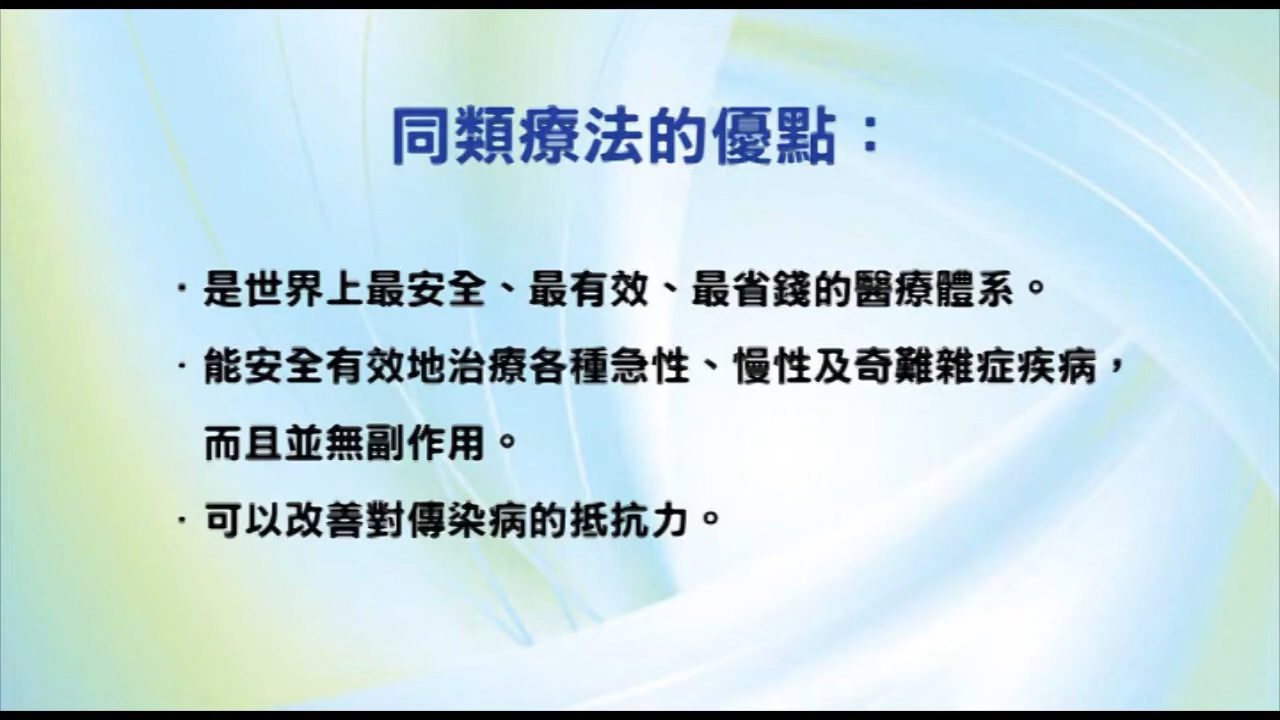 同類療法的優點：
·是世界上最安全、最有效、最省錢的醫療體系。
·能安全有效地治療各種急性、慢性及奇難雜症疾病，
而且並無副作用。
·可以改善對傳染病的抵抗力。